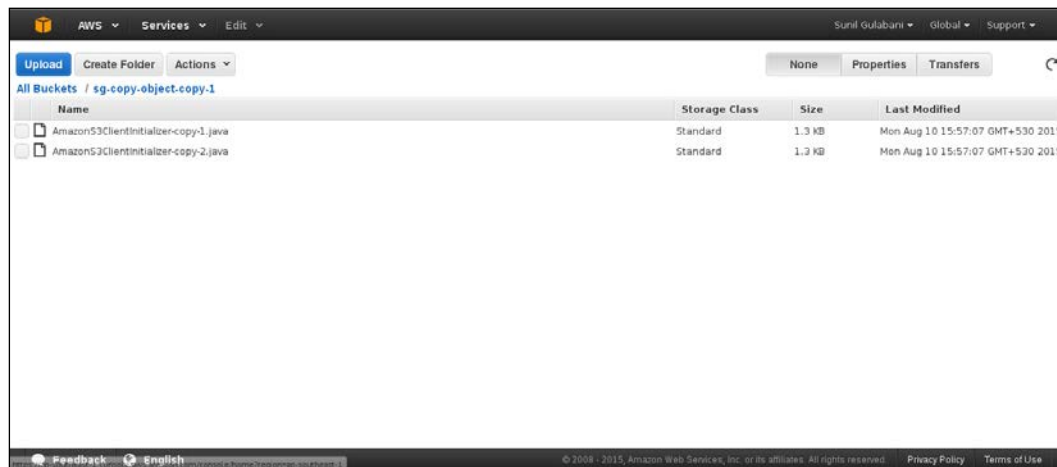 AWS Services Edit Sunil Gulabani Global Support
Upload Create Folder Actions None Properties Transfers
All Buckets / sg-copy-object-copy-1
Name Storage Class Size Last Modified
AmazonS3ClientInitializer-copy-1.java Standard 1.3 KB Mon Aug 10 15:57:07 GMT+530 201
AmazonS3ClientInitializer-copy-2.java Standard 1.3 KB Mon Aug 10 15:57:07 GMT+530 201
Feedback English © 2008 - 2015, Amazon Web Services, Inc. or its affiliates. All rights reserved. Privacy Policy Terms of Use